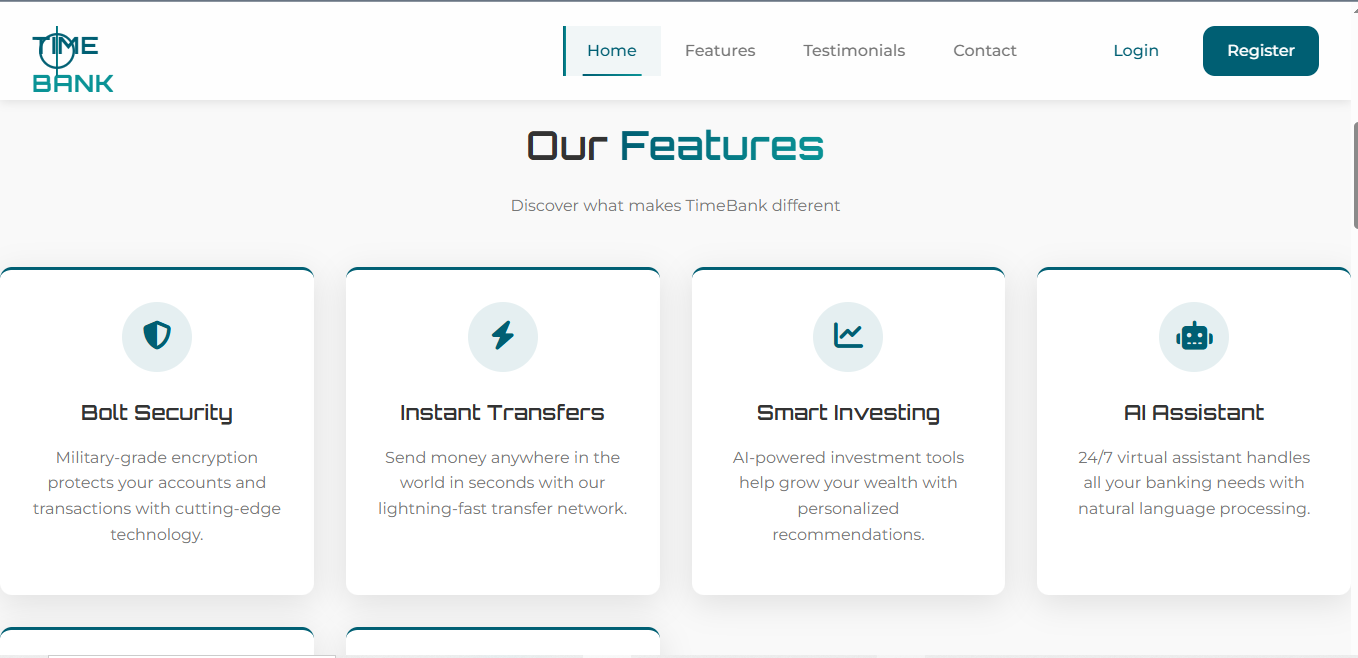 TIME
BANK
Home
Features
Testimonials
Contact
Login
Register
Our Features
Discover what makes TimeBank different
Bolt Security
Military-grade encryption
protects your accounts and
transactions with cutting-edge
technology.
Instant Transfers
Send money anywhere in the
world in seconds with our
lightning-fast transfer network.
Smart Investing
AI-powered investment tools
help grow your wealth with
personalized
recommendations.
AI Assistant
24/7 virtual assistant handles
all your banking needs with
natural language processing.